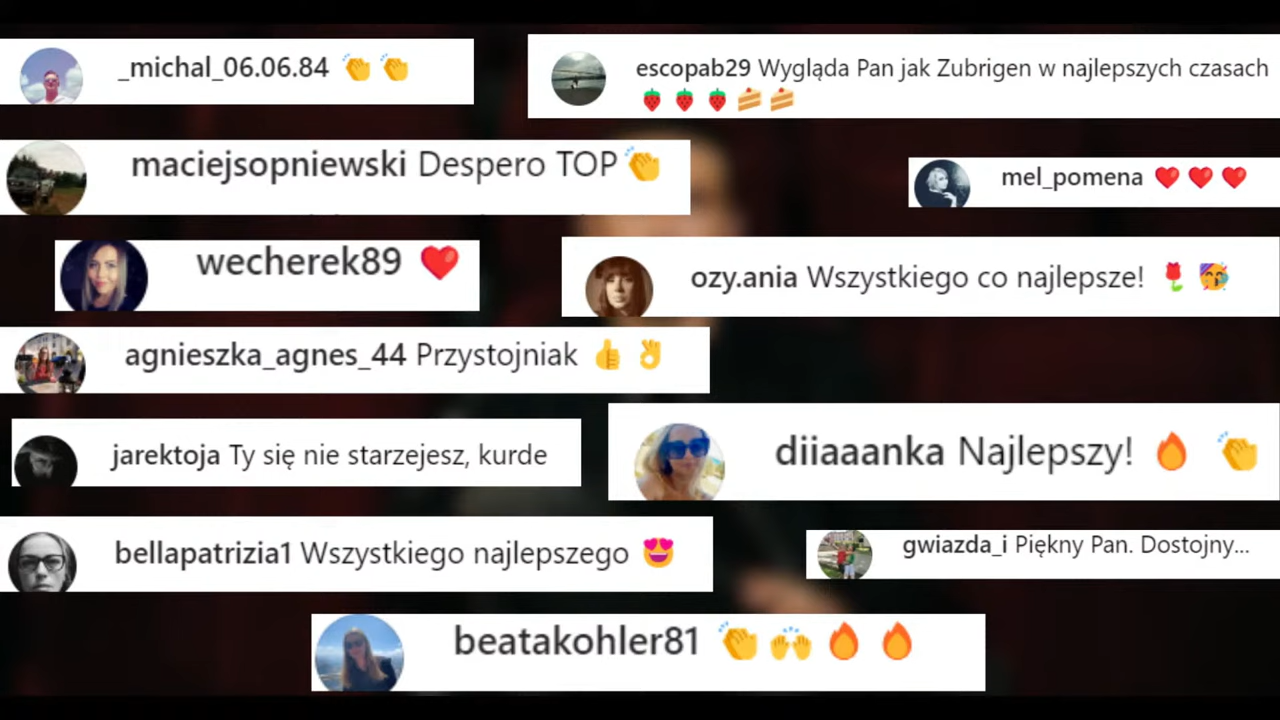 _michal_06.06.84 👏 👏
escopab29 Wygląda Pan jak Zubrigen w najlepszych czasach
🍓 🍓 🍓 🍰 🍰
maciejsopniewski Despero TOP 👏
mel_pomena ❤️ ❤️ ❤️
wecherek89 ❤️
ozy.ania Wszystkiego co najlepsze! 🌷 🥳
agnieszka_agnes_44 Przystojniak 👍 👌
jarektoja Ty się nie starzejesz, kurde
diiaaanka Najlepszy! 🔥 👏
bellapatrizia1 Wszystkiego najlepszego 😍
gwiazda_i Piękny Pan. Dostojny...
beatakohler81 👏 🙌 🔥 🔥